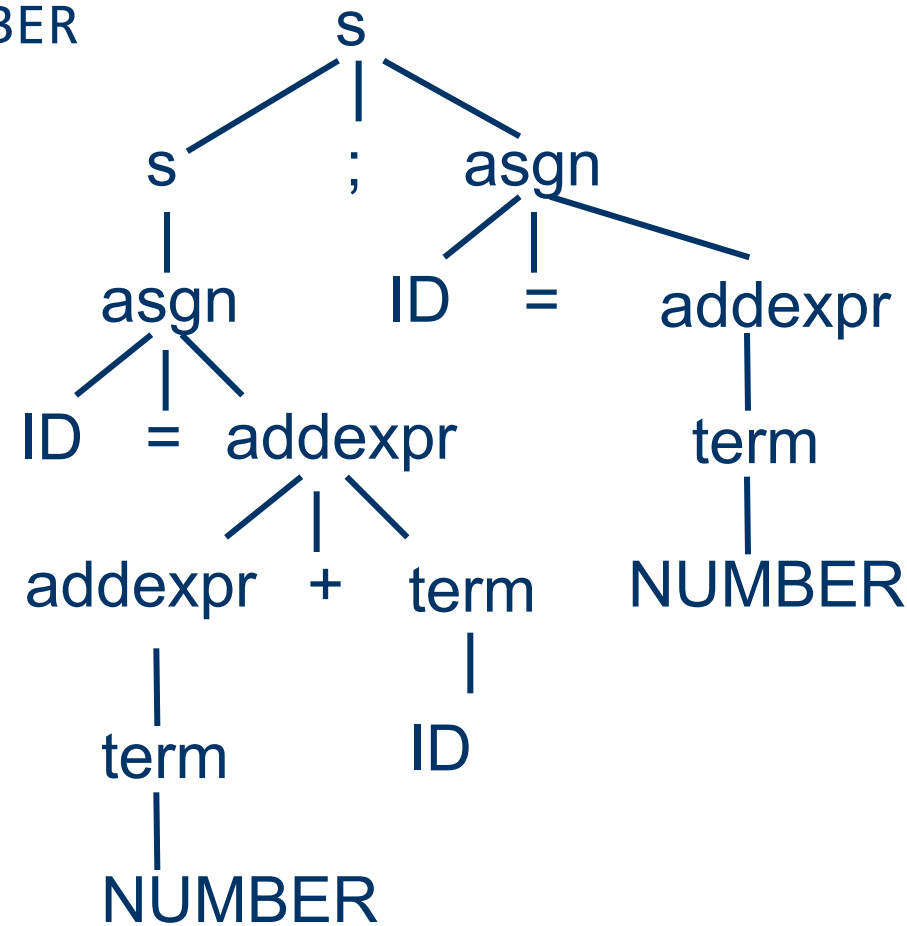 BER
s
s ; asgn
asgn ID = addexpr
ID = addexpr term
addexpr + term NUMBER
term ID
NUMBER